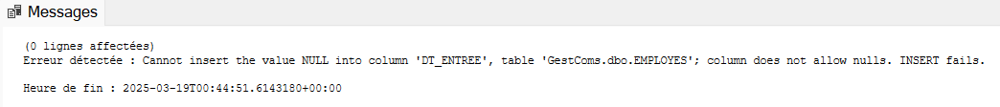 Messages
(0 lignes affectées)
Erreur détectée : Cannot insert the value NULL into column 'DT_ENTREE', table 'GestComs.dbo.EMPLOYES'; column does not allow nulls. INSERT fails.
Heure de fin : 2025-03-19T00:44:51.6143180+00:00